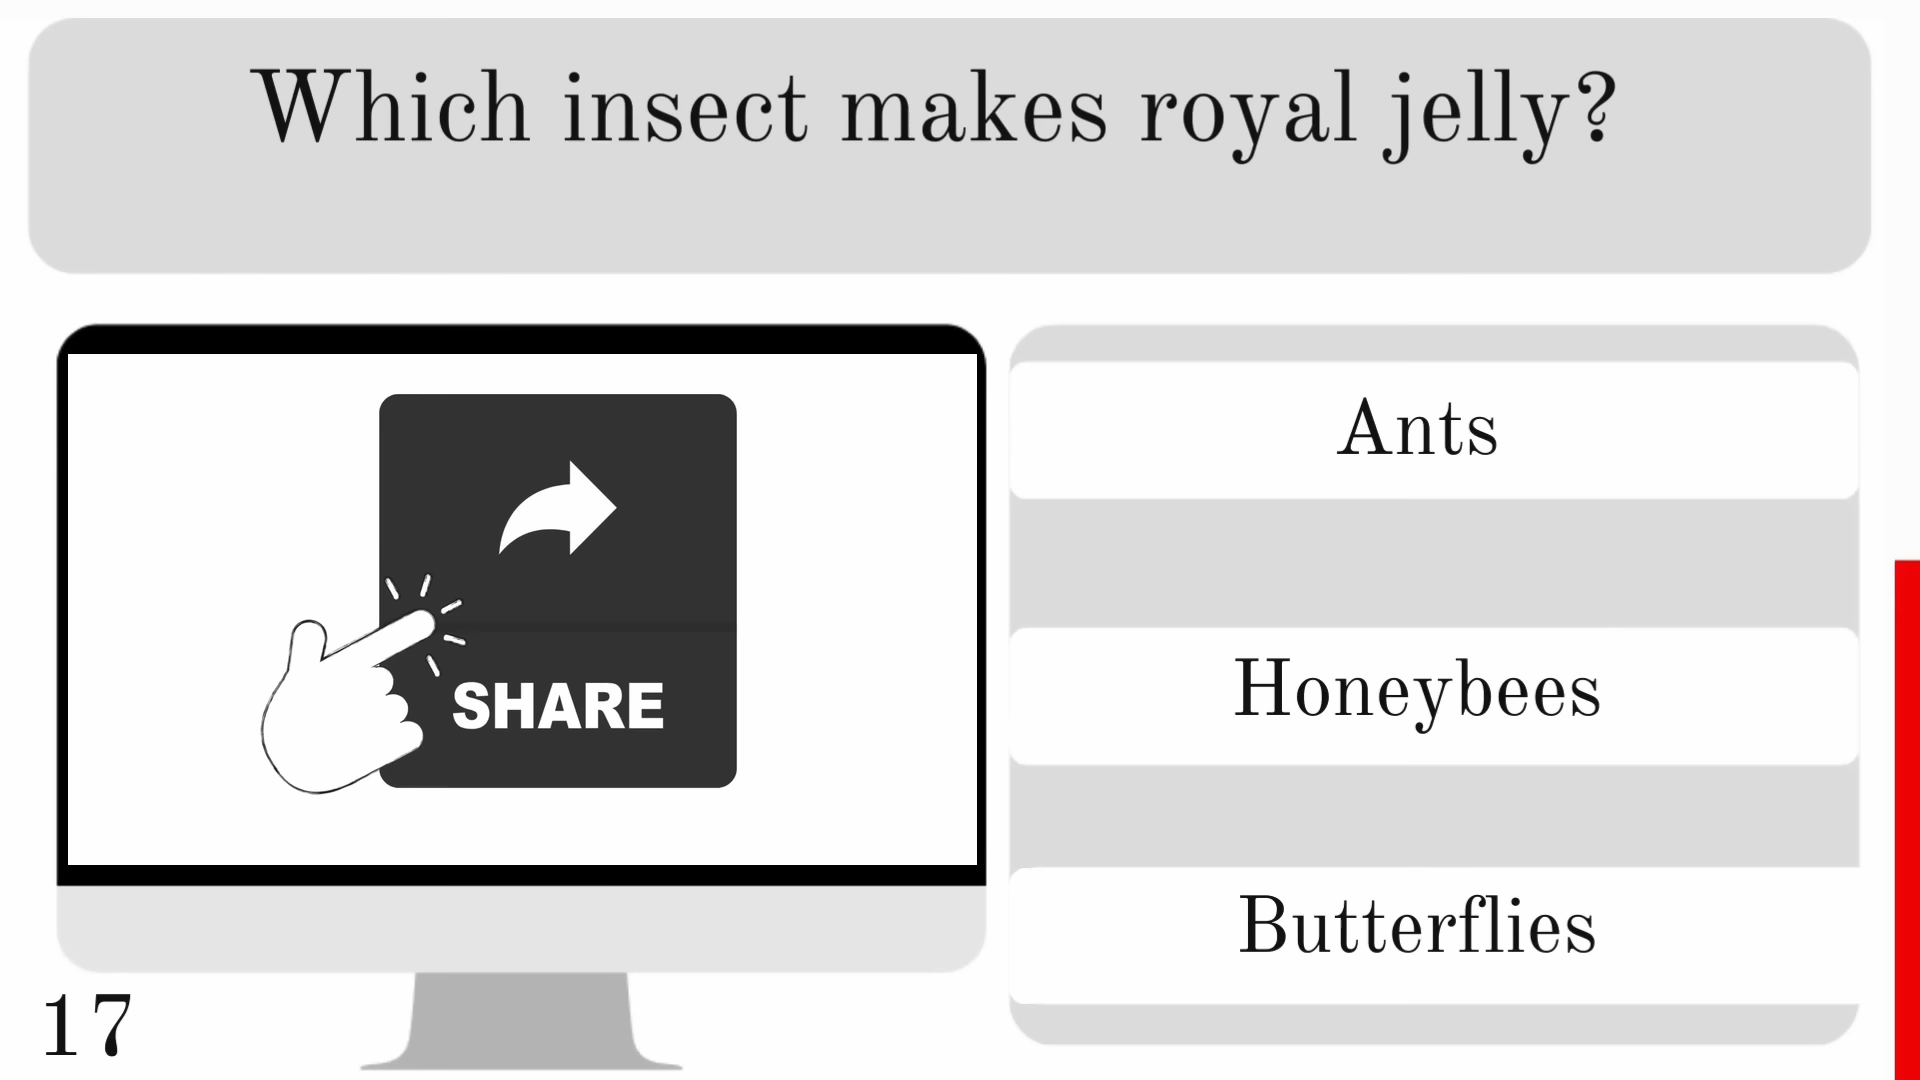 Which insect makes royal jelly?
SHARE
Ants
Honeybees
Butterflies
17